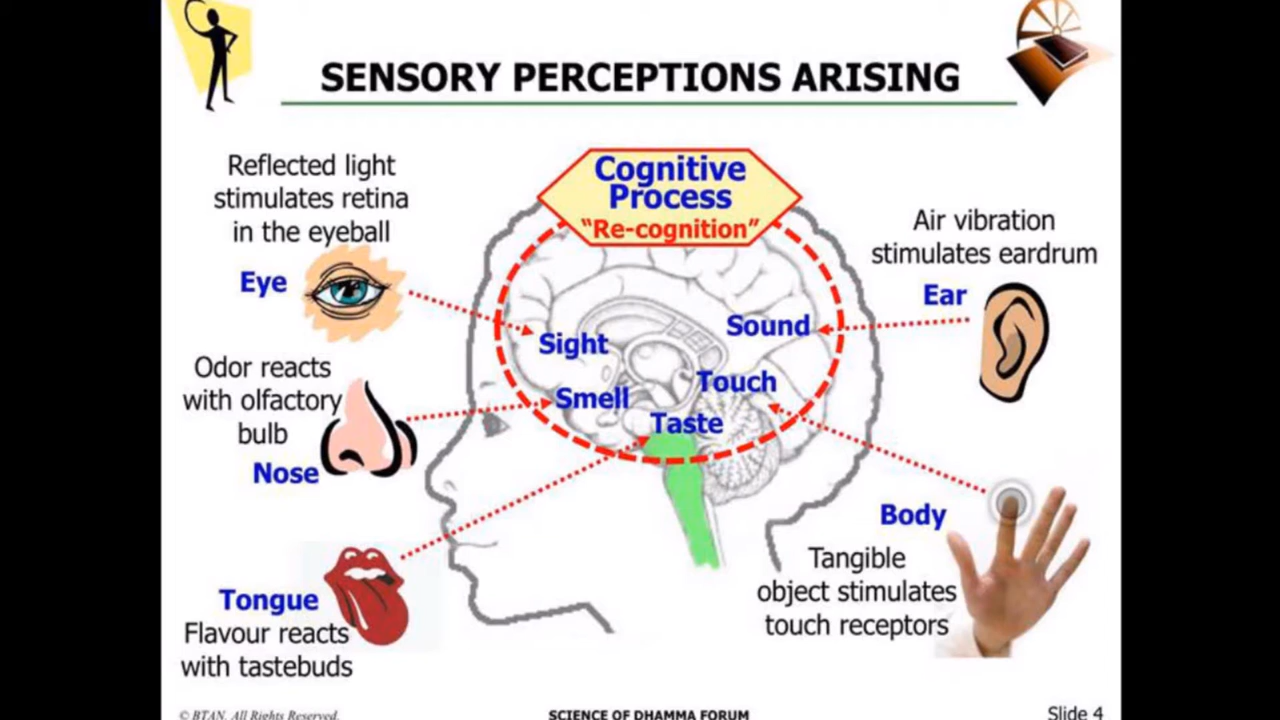 SENSORY PERCEPTIONS ARISING
Reflected light
stimulates retina
in the eyeball
Eye
Odor reacts
with olfactory
bulb
Nose
Tongue
Flavour reacts
with tastebuds
Cognitive
Process
“Re-cognition”
Sight
Smell
Taste
Touch
Sound
Air vibration
stimulates eardrum
Ear
Body
Tangible
object stimulates
touch receptors
© BTAN. All Rights Reserved.
SCIENCE OF DHAMMA FORUM
Slide 4